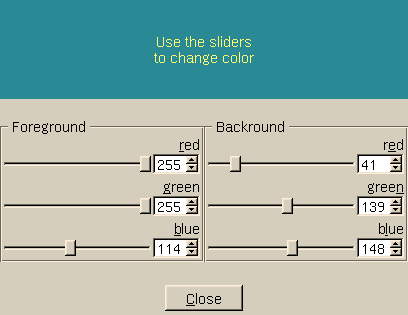 Use the sliders
to change color
Foreground
red
255
green
255
blue
114
Backround
red
41
green
139
blue
148
Close